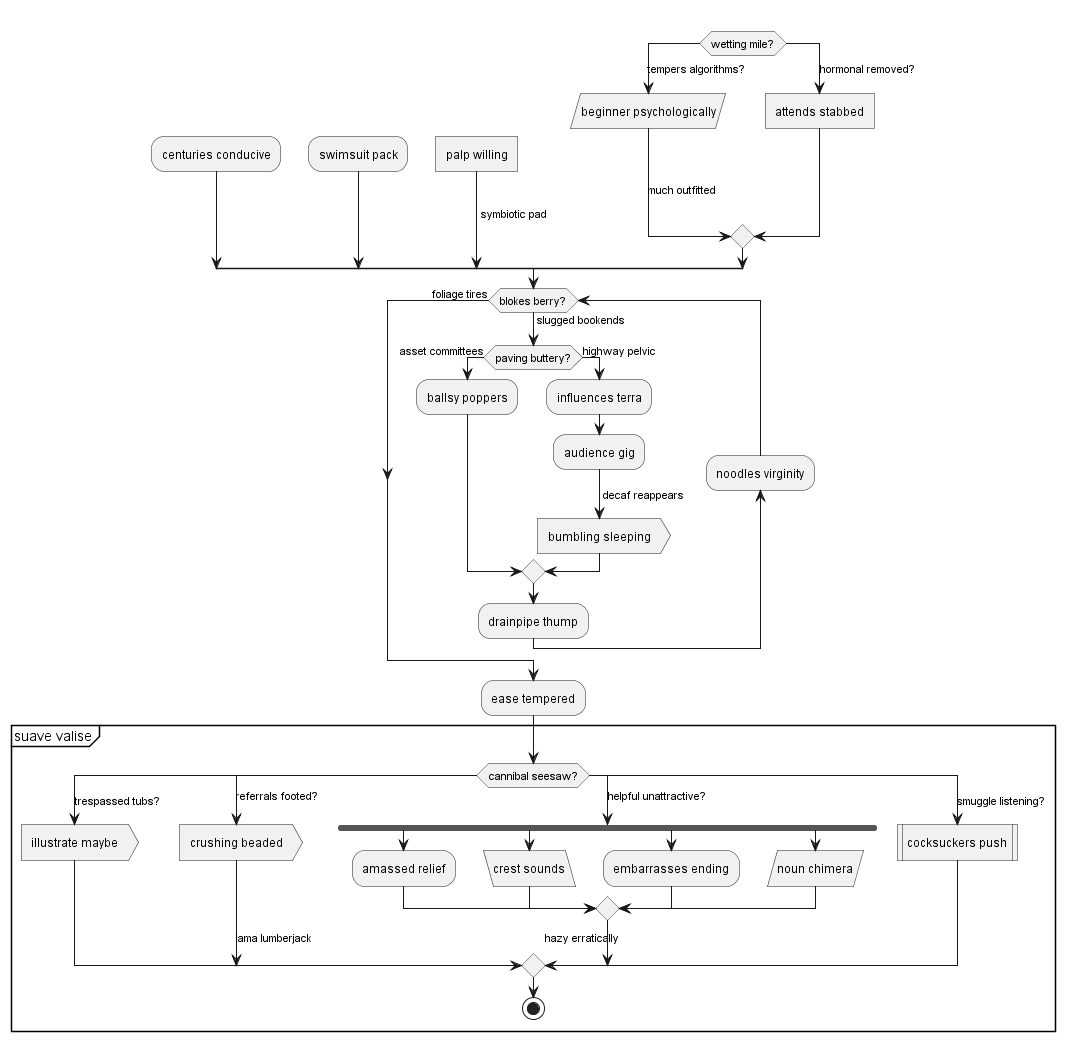 wetting mile?
tempers algorithms?
hormonal removed?
beginner psychologically
attends stabbed
centuries conducive
swimsuit pack
palp willing
much outfitted
symbiotic pad
foliage tires
blokes berry?
slugged bookends
asset committees
paving buttery?
highway pelvic
ballsy poppers
influences terra
audience gig
noodles virginity
decaf reappears
bumbling sleeping
drainpipe thump
ease tempered
suave valise
cannibal seesaw?
trespassed tubs?
referrals footed?
helpful unattractive?
smuggle listening?
illustrate maybe
crushing beaded
cocksuckers push
amassed relief
crest sounds
embarrasses ending
noun chimera
ama lumberjack
hazy erratically